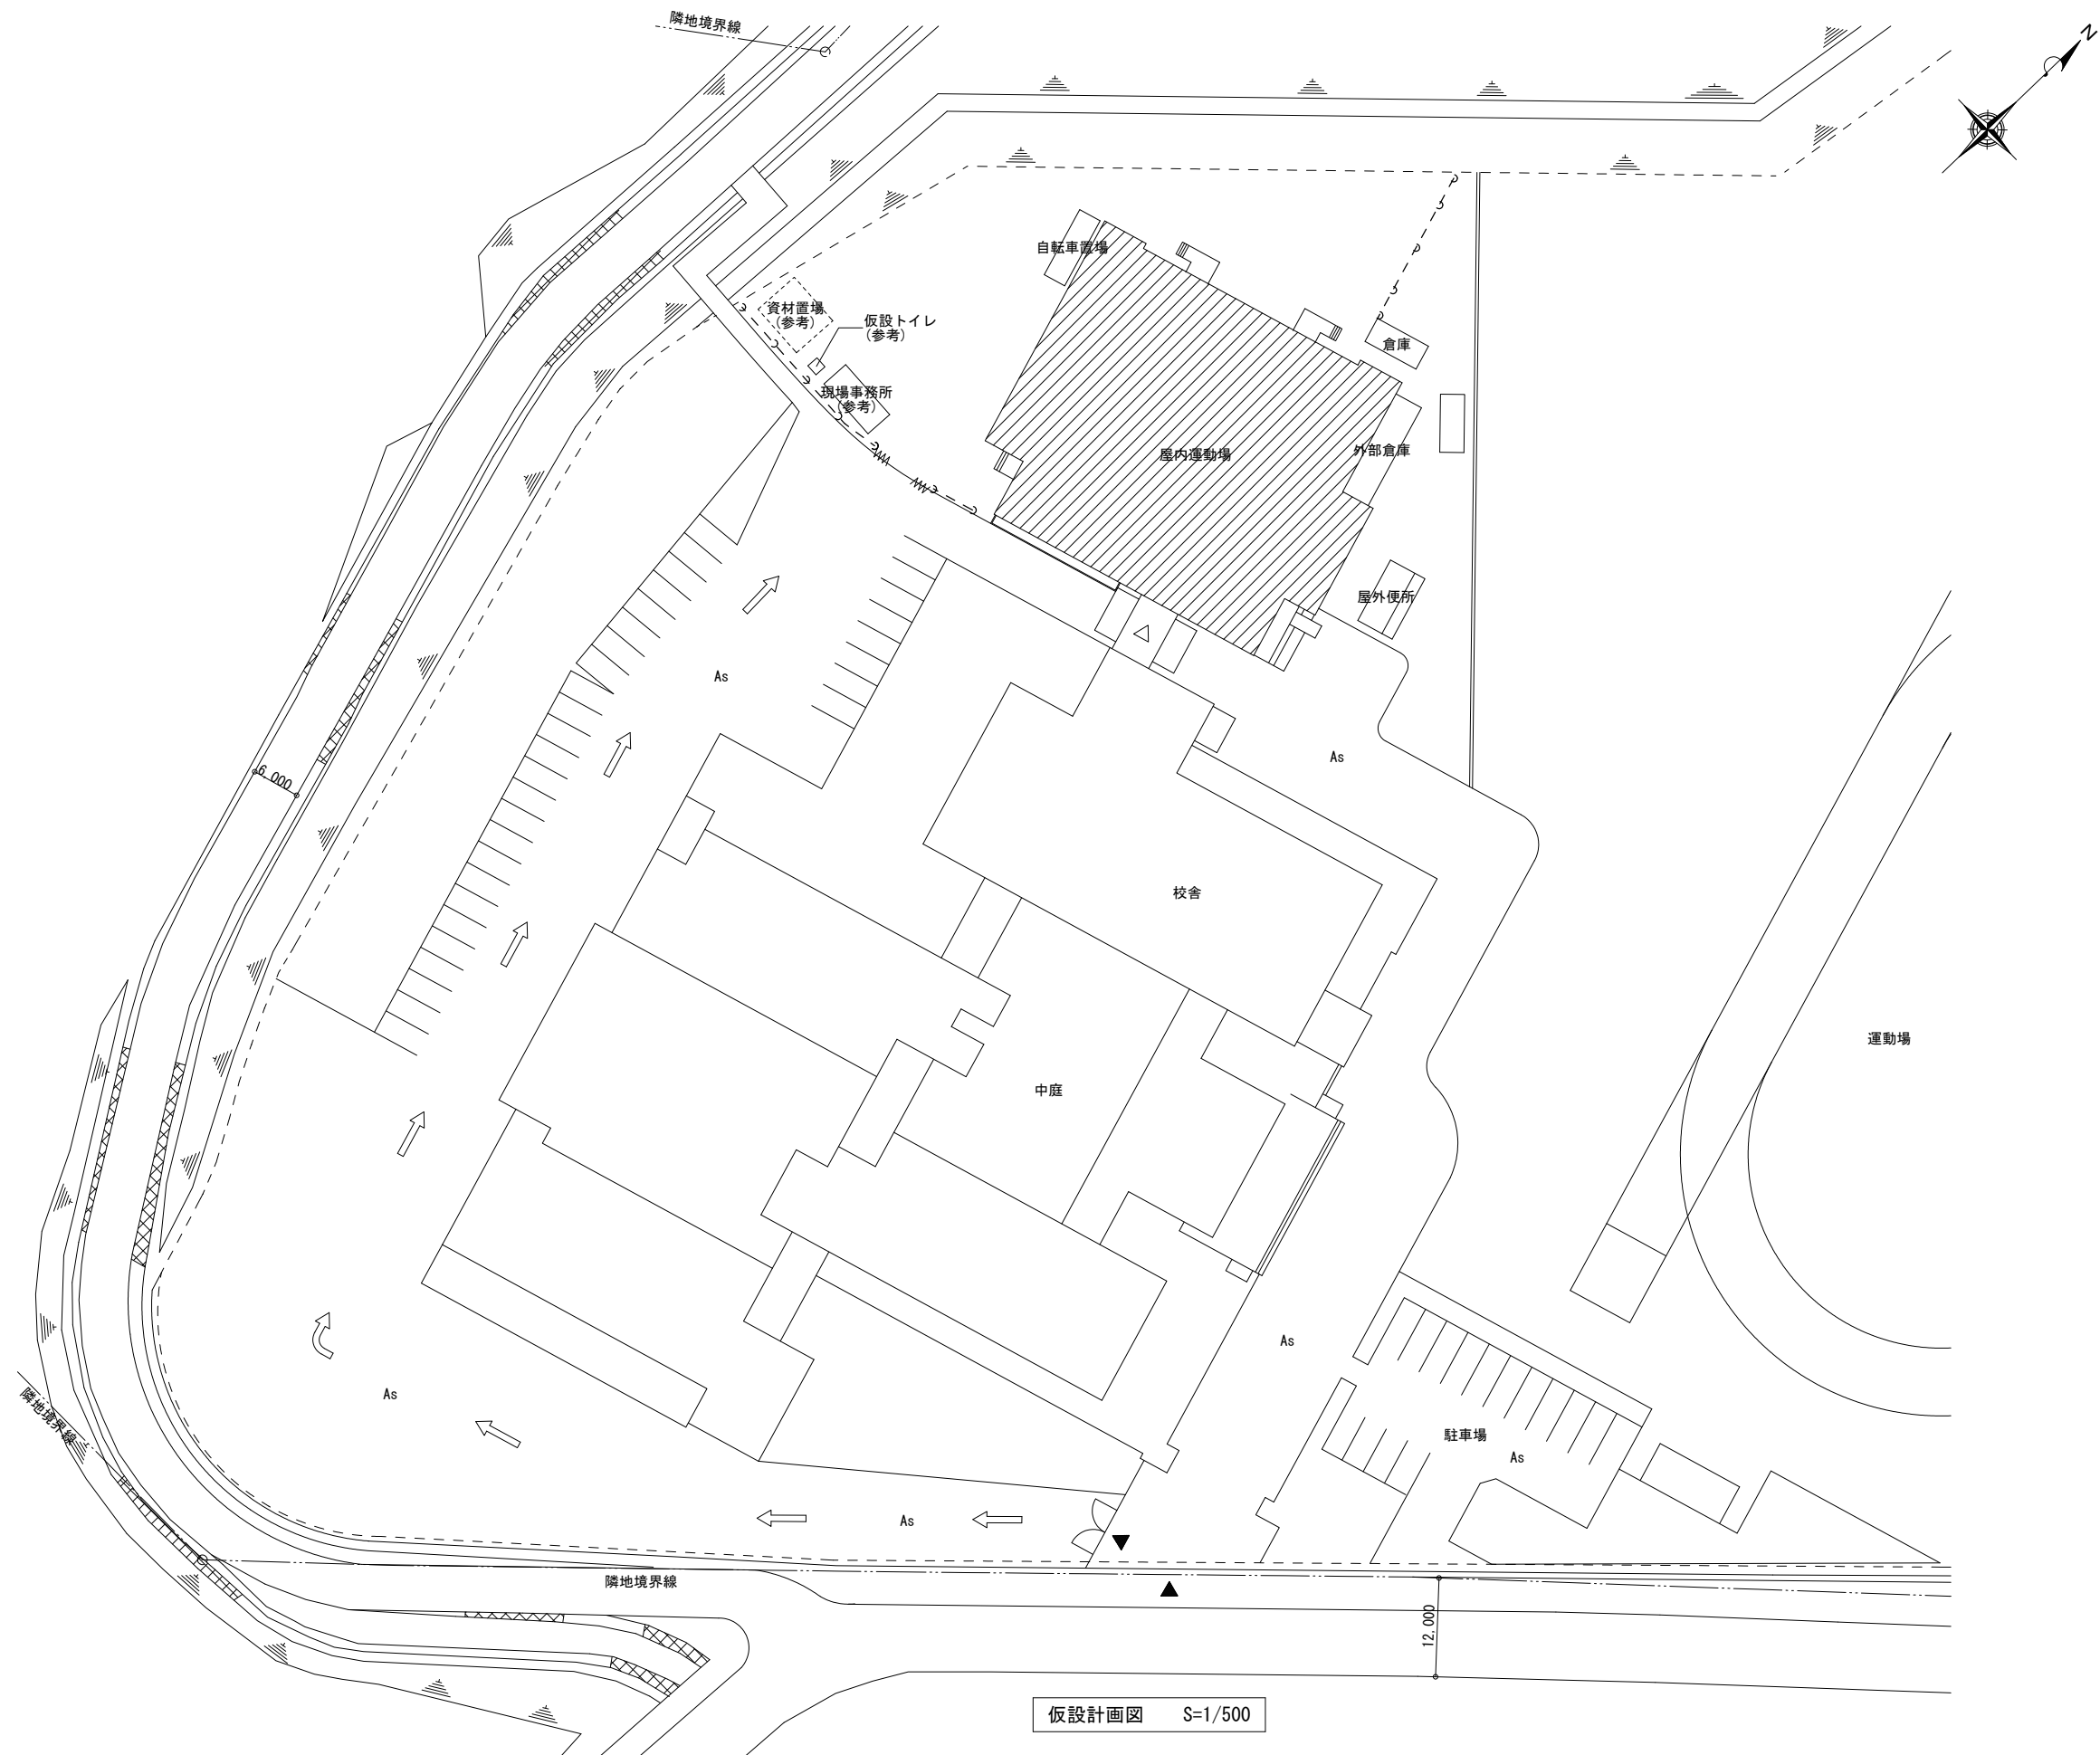 隣地境界線
N
自転車置場
資材置場
(参考)
仮設トイレ
(参考)
倉庫
現場事務所
(参考)
外部倉庫
屋内運動場
屋外便所
As
As
6,000
校舎
運動場
中庭
As
As
隣地境界線
駐車場
As
As
隣地境界線
12,000
仮設計画図 S=1/500